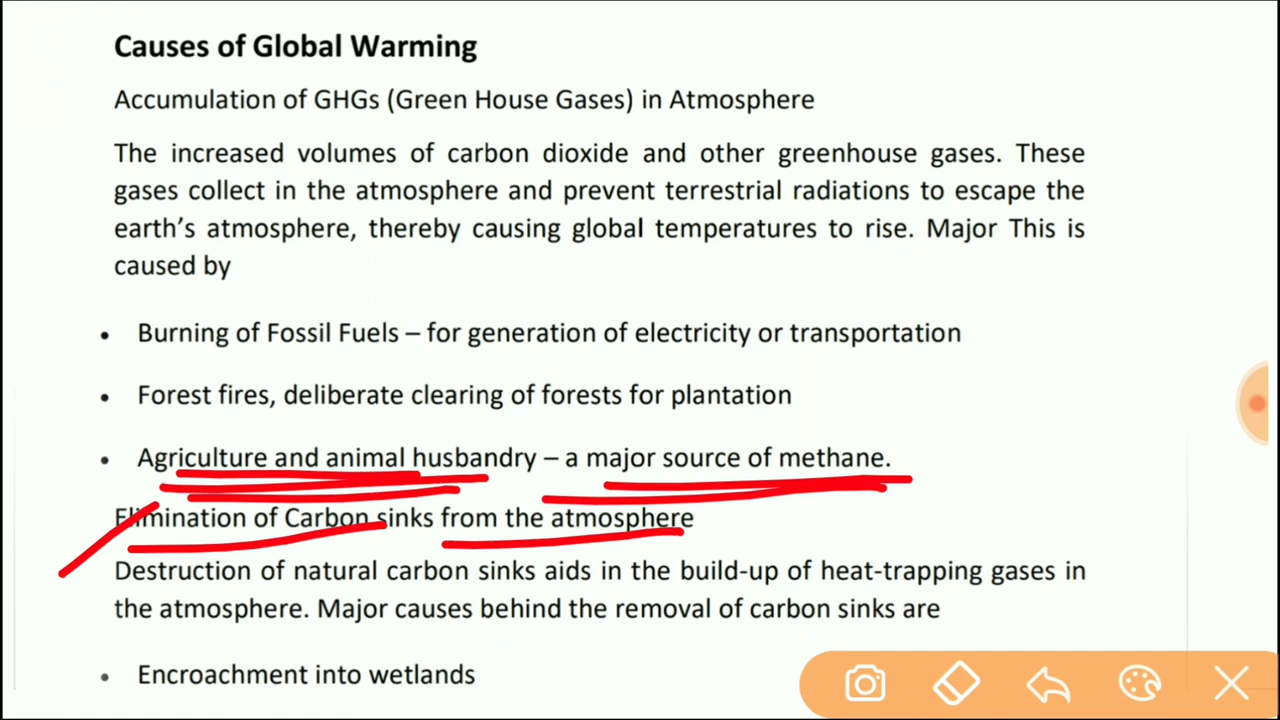 Causes of Global Warming
Accumulation of GHGs (Green House Gases) in Atmosphere
The increased volumes of carbon dioxide and other greenhouse gases. These
gases collect in the atmosphere and prevent terrestrial radiations to escape the
earth’s atmosphere, thereby causing global temperatures to rise. Major This is
caused by
• Burning of Fossil Fuels – for generation of electricity or transportation
• Forest fires, deliberate clearing of forests for plantation
• Agriculture and animal husbandry – a major source of methane.
Elimination of Carbon sinks from the atmosphere
Destruction of natural carbon sinks aids in the build-up of heat-trapping gases in
the atmosphere. Major causes behind the removal of carbon sinks are
• Encroachment into wetlands